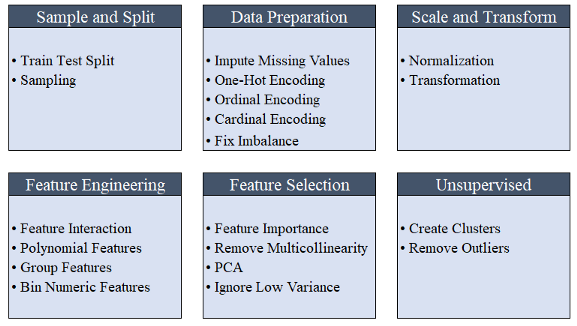 Sample and Split
• Train Test Split
• Sampling
Data Preparation
• Impute Missing Values
• One-Hot Encoding
• Ordinal Encoding
• Cardinal Encoding
• Fix Imbalance
Scale and Transform
• Normalization
• Transformation
Feature Engineering
• Feature Interaction
• Polynomial Features
• Group Features
• Bin Numeric Features
Feature Selection
• Feature Importance
• Remove Multicollinearity
• PCA
• Ignore Low Variance
Unsupervised
• Create Clusters
• Remove Outliers